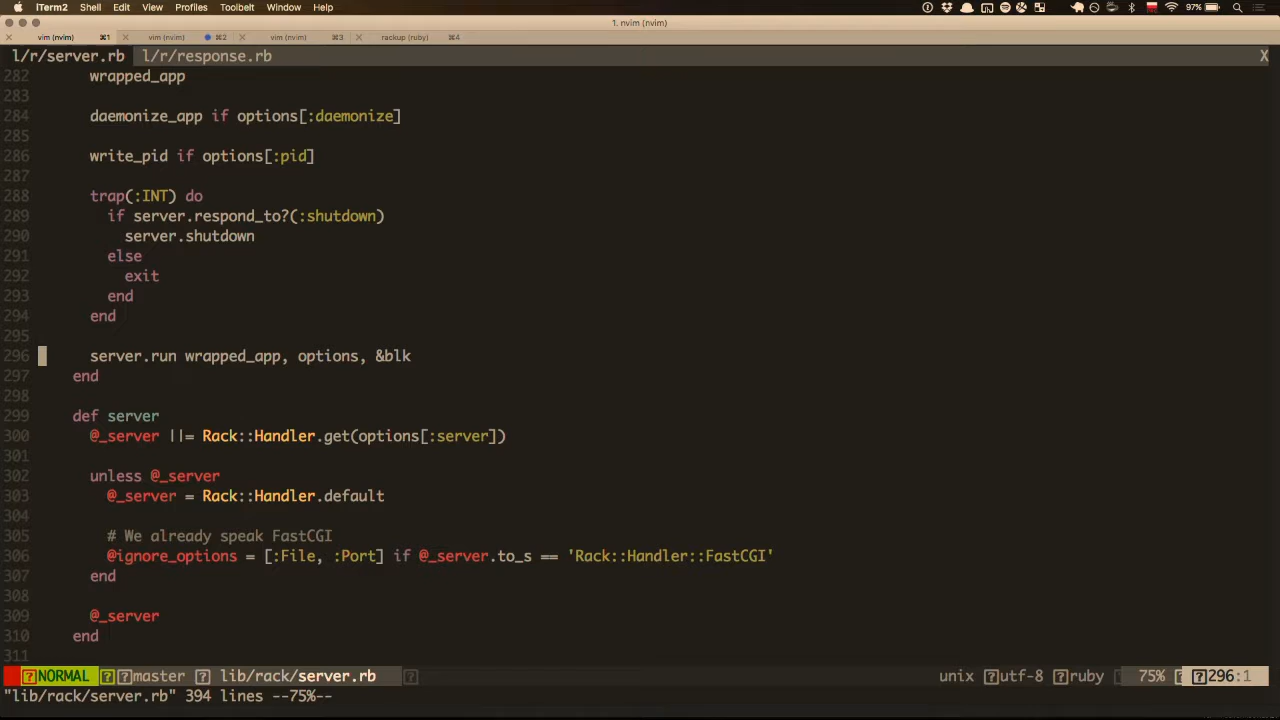 iTerm2 Shell Edit View Profiles Toolbelt Window Help 97%
1. nvim (nvim)
vim (nvim) ⌘1 vim (nvim) ⌘2 vim (nvim) ⌘3 rackup (ruby) ⌘4
l/r/server.rb l/r/response.rb X
282 wrapped_app
283
284 daemonize_app if options[:daemonize]
285
286 write_pid if options[:pid]
287
288 trap(:INT) do
289 if server.respond_to?(:shutdown)
290 server.shutdown
291 else
292 exit
293 end
294 end
295
296 server.run wrapped_app, options, &blk
297 end
298
299 def server
300 @_server ||= Rack::Handler.get(options[:server])
301
302 unless @_server
303 @_server = Rack::Handler.default
304
305 # We already speak FastCGI
306 @ignore_options = [:File, :Port] if @_server.to_s == 'Rack::Handler::FastCGI'
307 end
308
309 @_server
310 end
311
NORMAL master lib/rack/server.rb unix utf-8 ruby 75% 296:1
"lib/rack/server.rb" 394 lines --75%--